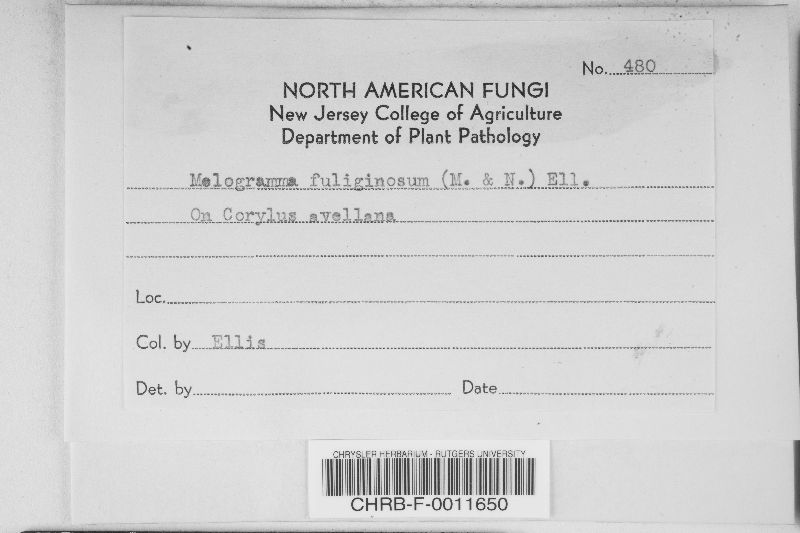 No. 480
NORTH AMERICAN FUNGI
New Jersey College of Agriculture
Department of Plant Pathology
Melogramma fuliginosum (M. & N.) Ell.
On Corylus avellana
Loc.
Col. by Ellis
Det. by Date
CHRYSLER HERBARIUM - RUTGERS UNIVERSITY
CHRB-F-0011650